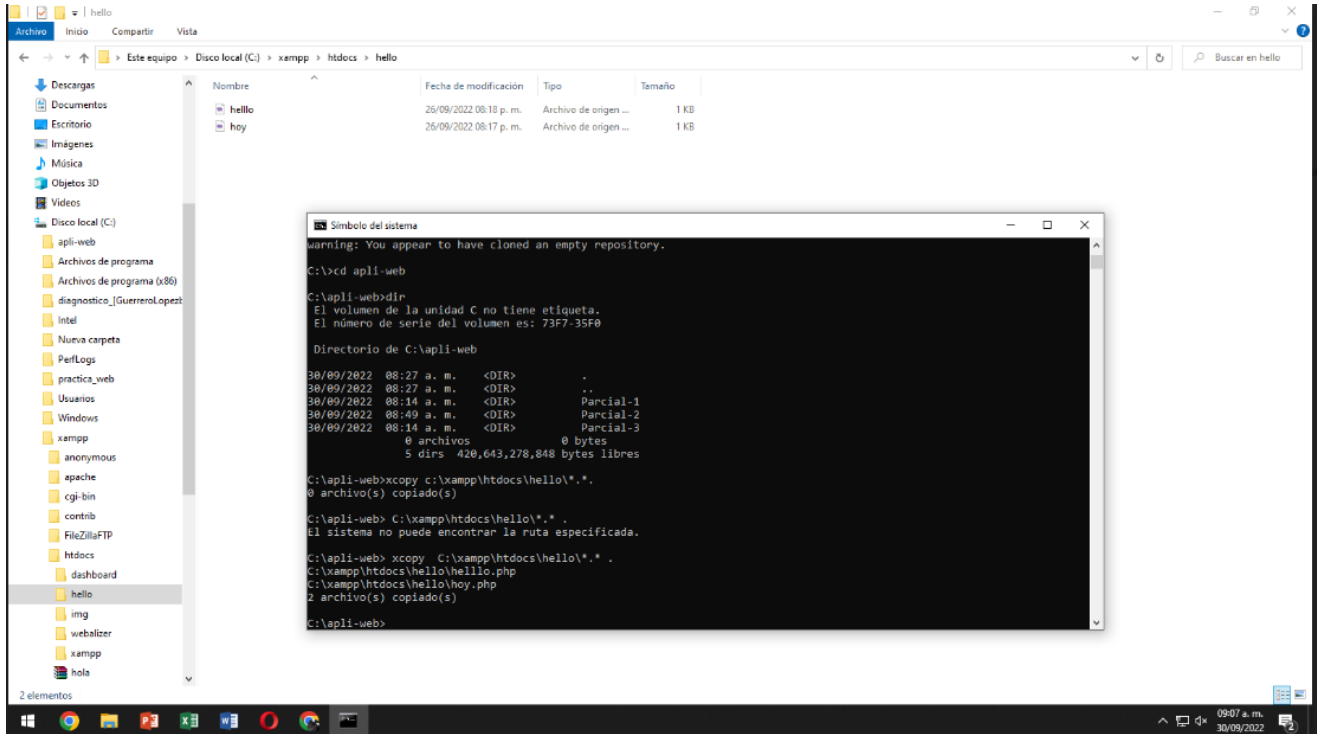 hello
Archivo Inicio Compartir Vista
Este equipo > Disco local (C:) > xampp > htdocs > hello
Buscar en hello
Descargas
Documentos
Escritorio
Imágenes
Música
Objetos 3D
Videos
Disco local (C:)
apli-web
Archivos de programa
Archivos de programa (x86)
diagnostico_[GuerreroLopezb
Intel
Nueva carpeta
PerfLogs
practica_web
Usuarios
Windows
xampp
anonymous
apache
cgi-bin
contrib
FileZillaFTP
htdocs
dashboard
hello
img
webalizer
xampp
hola
Nombre Fecha de modificación Tipo Tamaño
helllo 26/09/2022 08:18 p. m. Archivo de origen ... 1 KB
hoy 26/09/2022 08:17 p. m. Archivo de origen ... 1 KB
Símbolo del sistema
warning: You appear to have cloned an empty repository.
C:\>cd apli-web
C:\apli-web>dir
El volumen de la unidad C no tiene etiqueta.
El número de serie del volumen es: 73F7-35F0
Directorio de C:\apli-web
30/09/2022 08:27 a. m. <DIR> .
30/09/2022 08:27 a. m. <DIR> ..
30/09/2022 08:14 a. m. <DIR> Parcial-1
30/09/2022 08:49 a. m. <DIR> Parcial-2
30/09/2022 08:14 a. m. <DIR> Parcial-3
0 archivos 0 bytes
5 dirs 420,643,278,848 bytes libres
C:\apli-web>xcopy c:\xampp\htdocs\hello\*.*.
0 archivo(s) copiado(s)
C:\apli-web> C:\xampp\htdocs\hello\*.* .
El sistema no puede encontrar la ruta especificada.
C:\apli-web> xcopy  C:\xampp\htdocs\hello\*.* .
C:\xampp\htdocs\hello\helllo.php
C:\xampp\htdocs\hello\hoy.php
2 archivo(s) copiado(s)
C:\apli-web>
2 elementos
09:07 a. m.
30/09/2022
2